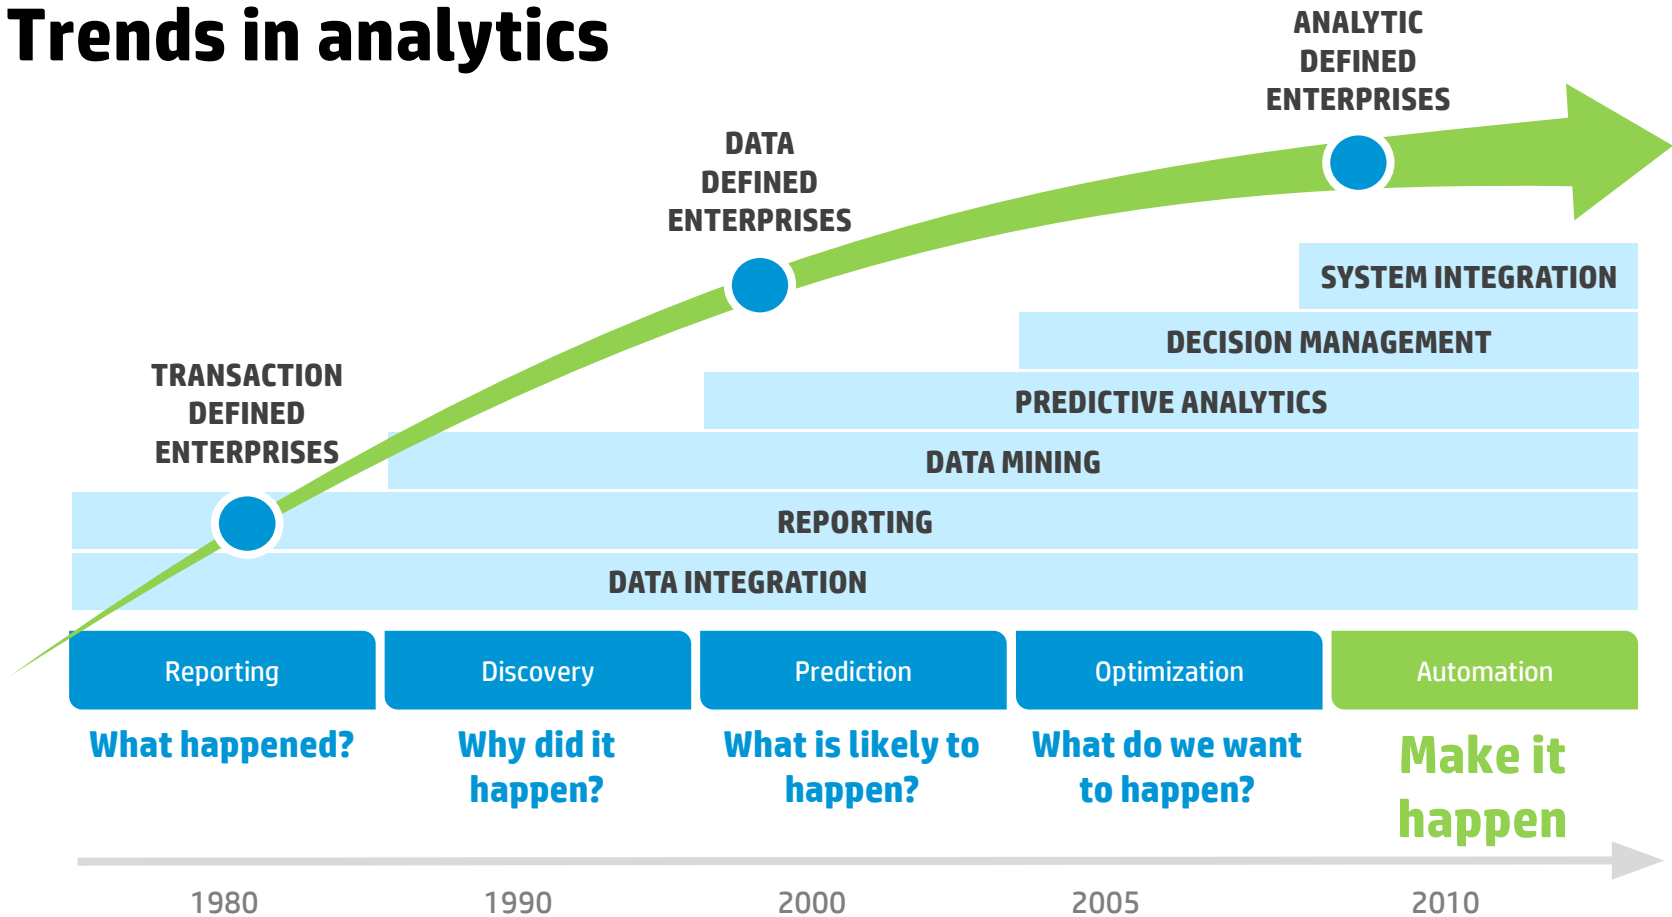 Trends in analytics
ANALYTIC
DEFINED
ENTERPRISES
DATA
DEFINED
ENTERPRISES
TRANSACTION
DEFINED
ENTERPRISES
SYSTEM INTEGRATION
DECISION MANAGEMENT
PREDICTIVE ANALYTICS
DATA MINING
REPORTING
DATA INTEGRATION
Reporting
Discovery
Prediction
Optimization
Automation
What happened?
Why did it
happen?
What is likely to
happen?
What do we want
to happen?
Make it
happen
1980
1990
2000
2005
2010